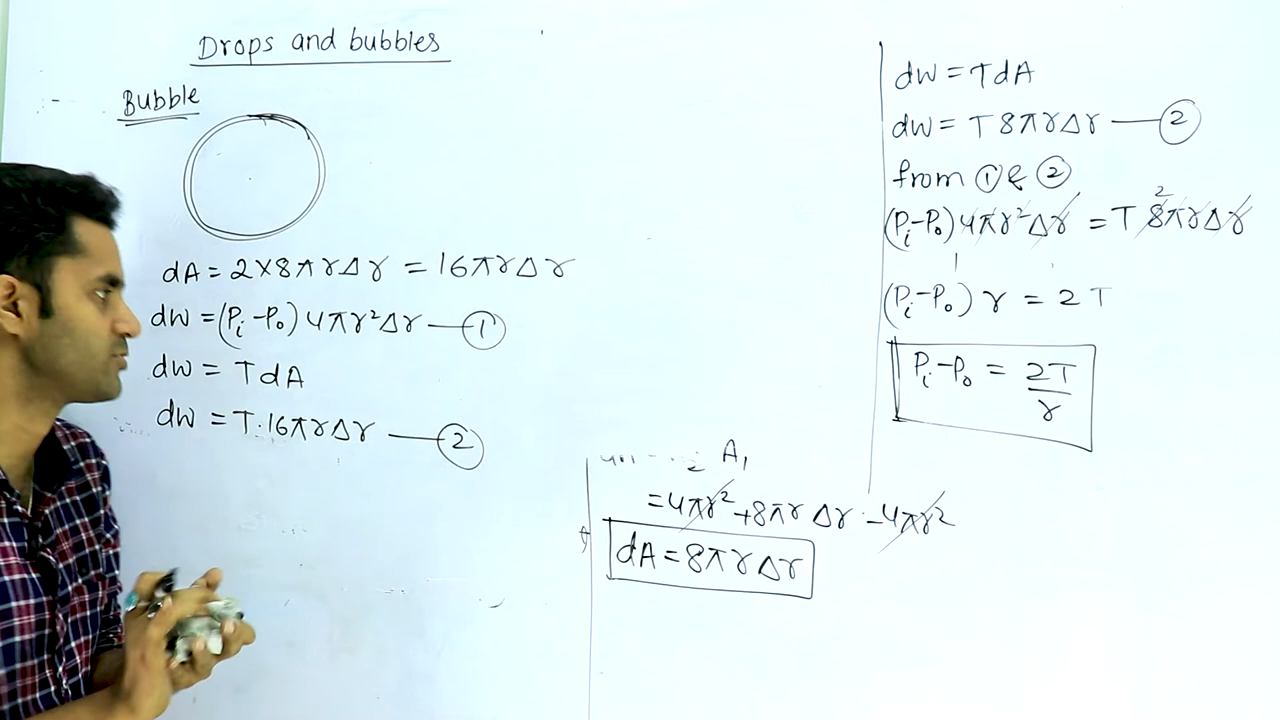 Drops and bubbles
Bubble
dA = 2×8πrΔr = 16πrΔr
dW = (Pi-Po) 4πr²Δr — ①
dW = TdA
dW = T·16πrΔr — ②
A₁
= 4πr² + 8πrΔr - 4πr²
dA = 8πrΔr
dW = TdA
dW = T 8πrΔr — ②
from ① & ②
(Pi-Po) 4πr²Δr = T 8πrΔr
2
1
(Pi-Po) r = 2T
Pi-Po = 2T/r